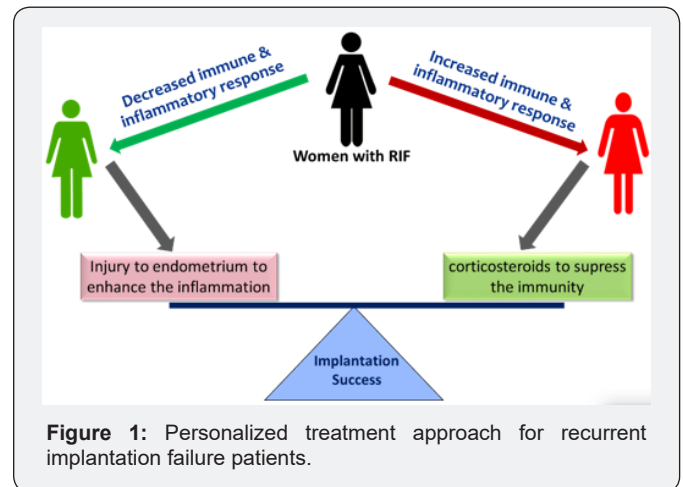 Decreased immune &
inflammatory response
Increased immune &
inflammatory response
Women with RIF
Injury to endometrium to
enhance the inflammation
corticosteroids to supress
the immunity
Implantation
Success
Figure 1: Personalized treatment approach for recurrent
implantation failure patients.